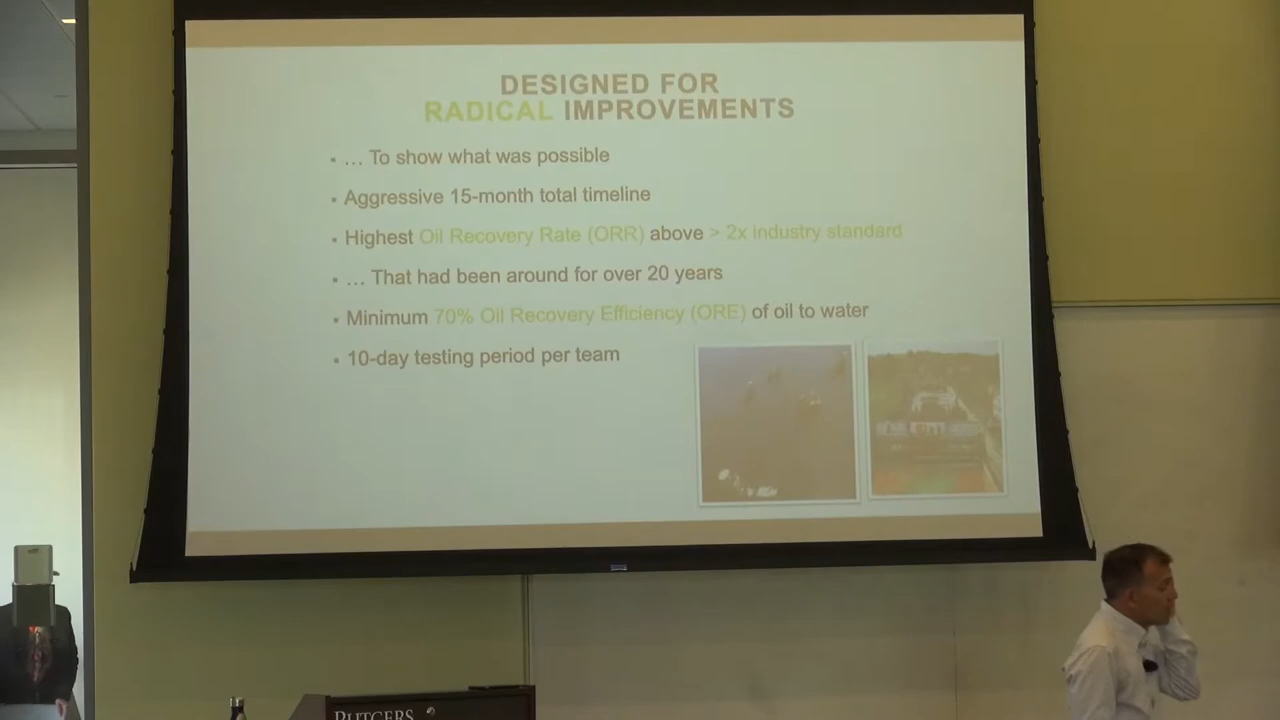 DESIGNED FOR
RADICAL IMPROVEMENTS
▪ ... To show what was possible
▪ Aggressive 15-month total timeline
▪ Highest Oil Recovery Rate (ORR) above > 2x industry standard
▪ ... That had been around for over 20 years
▪ Minimum 70% Oil Recovery Efficiency (ORE) of oil to water
▪ 10-day testing period per team
RUTGERS